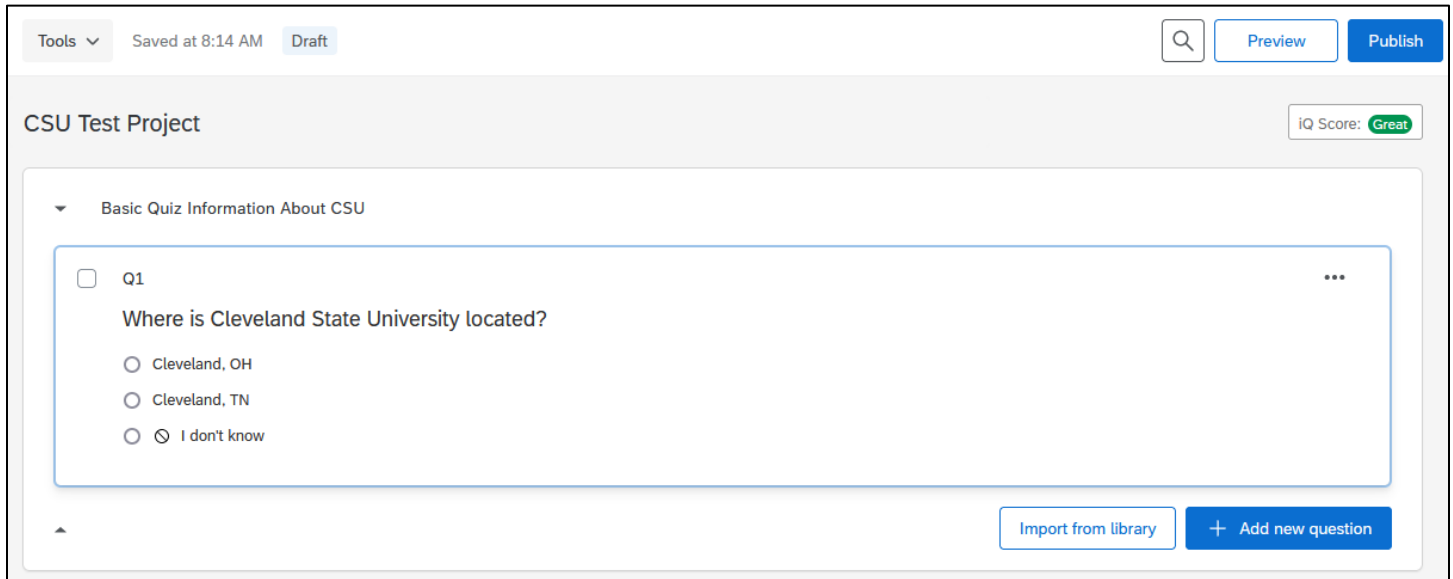 Tools Saved at 8:14 AM Draft Preview Publish
CSU Test Project iQ Score: Great
Basic Quiz Information About CSU
Q1
Where is Cleveland State University located?
Cleveland, OH
Cleveland, TN
I don't know
Import from library + Add new question